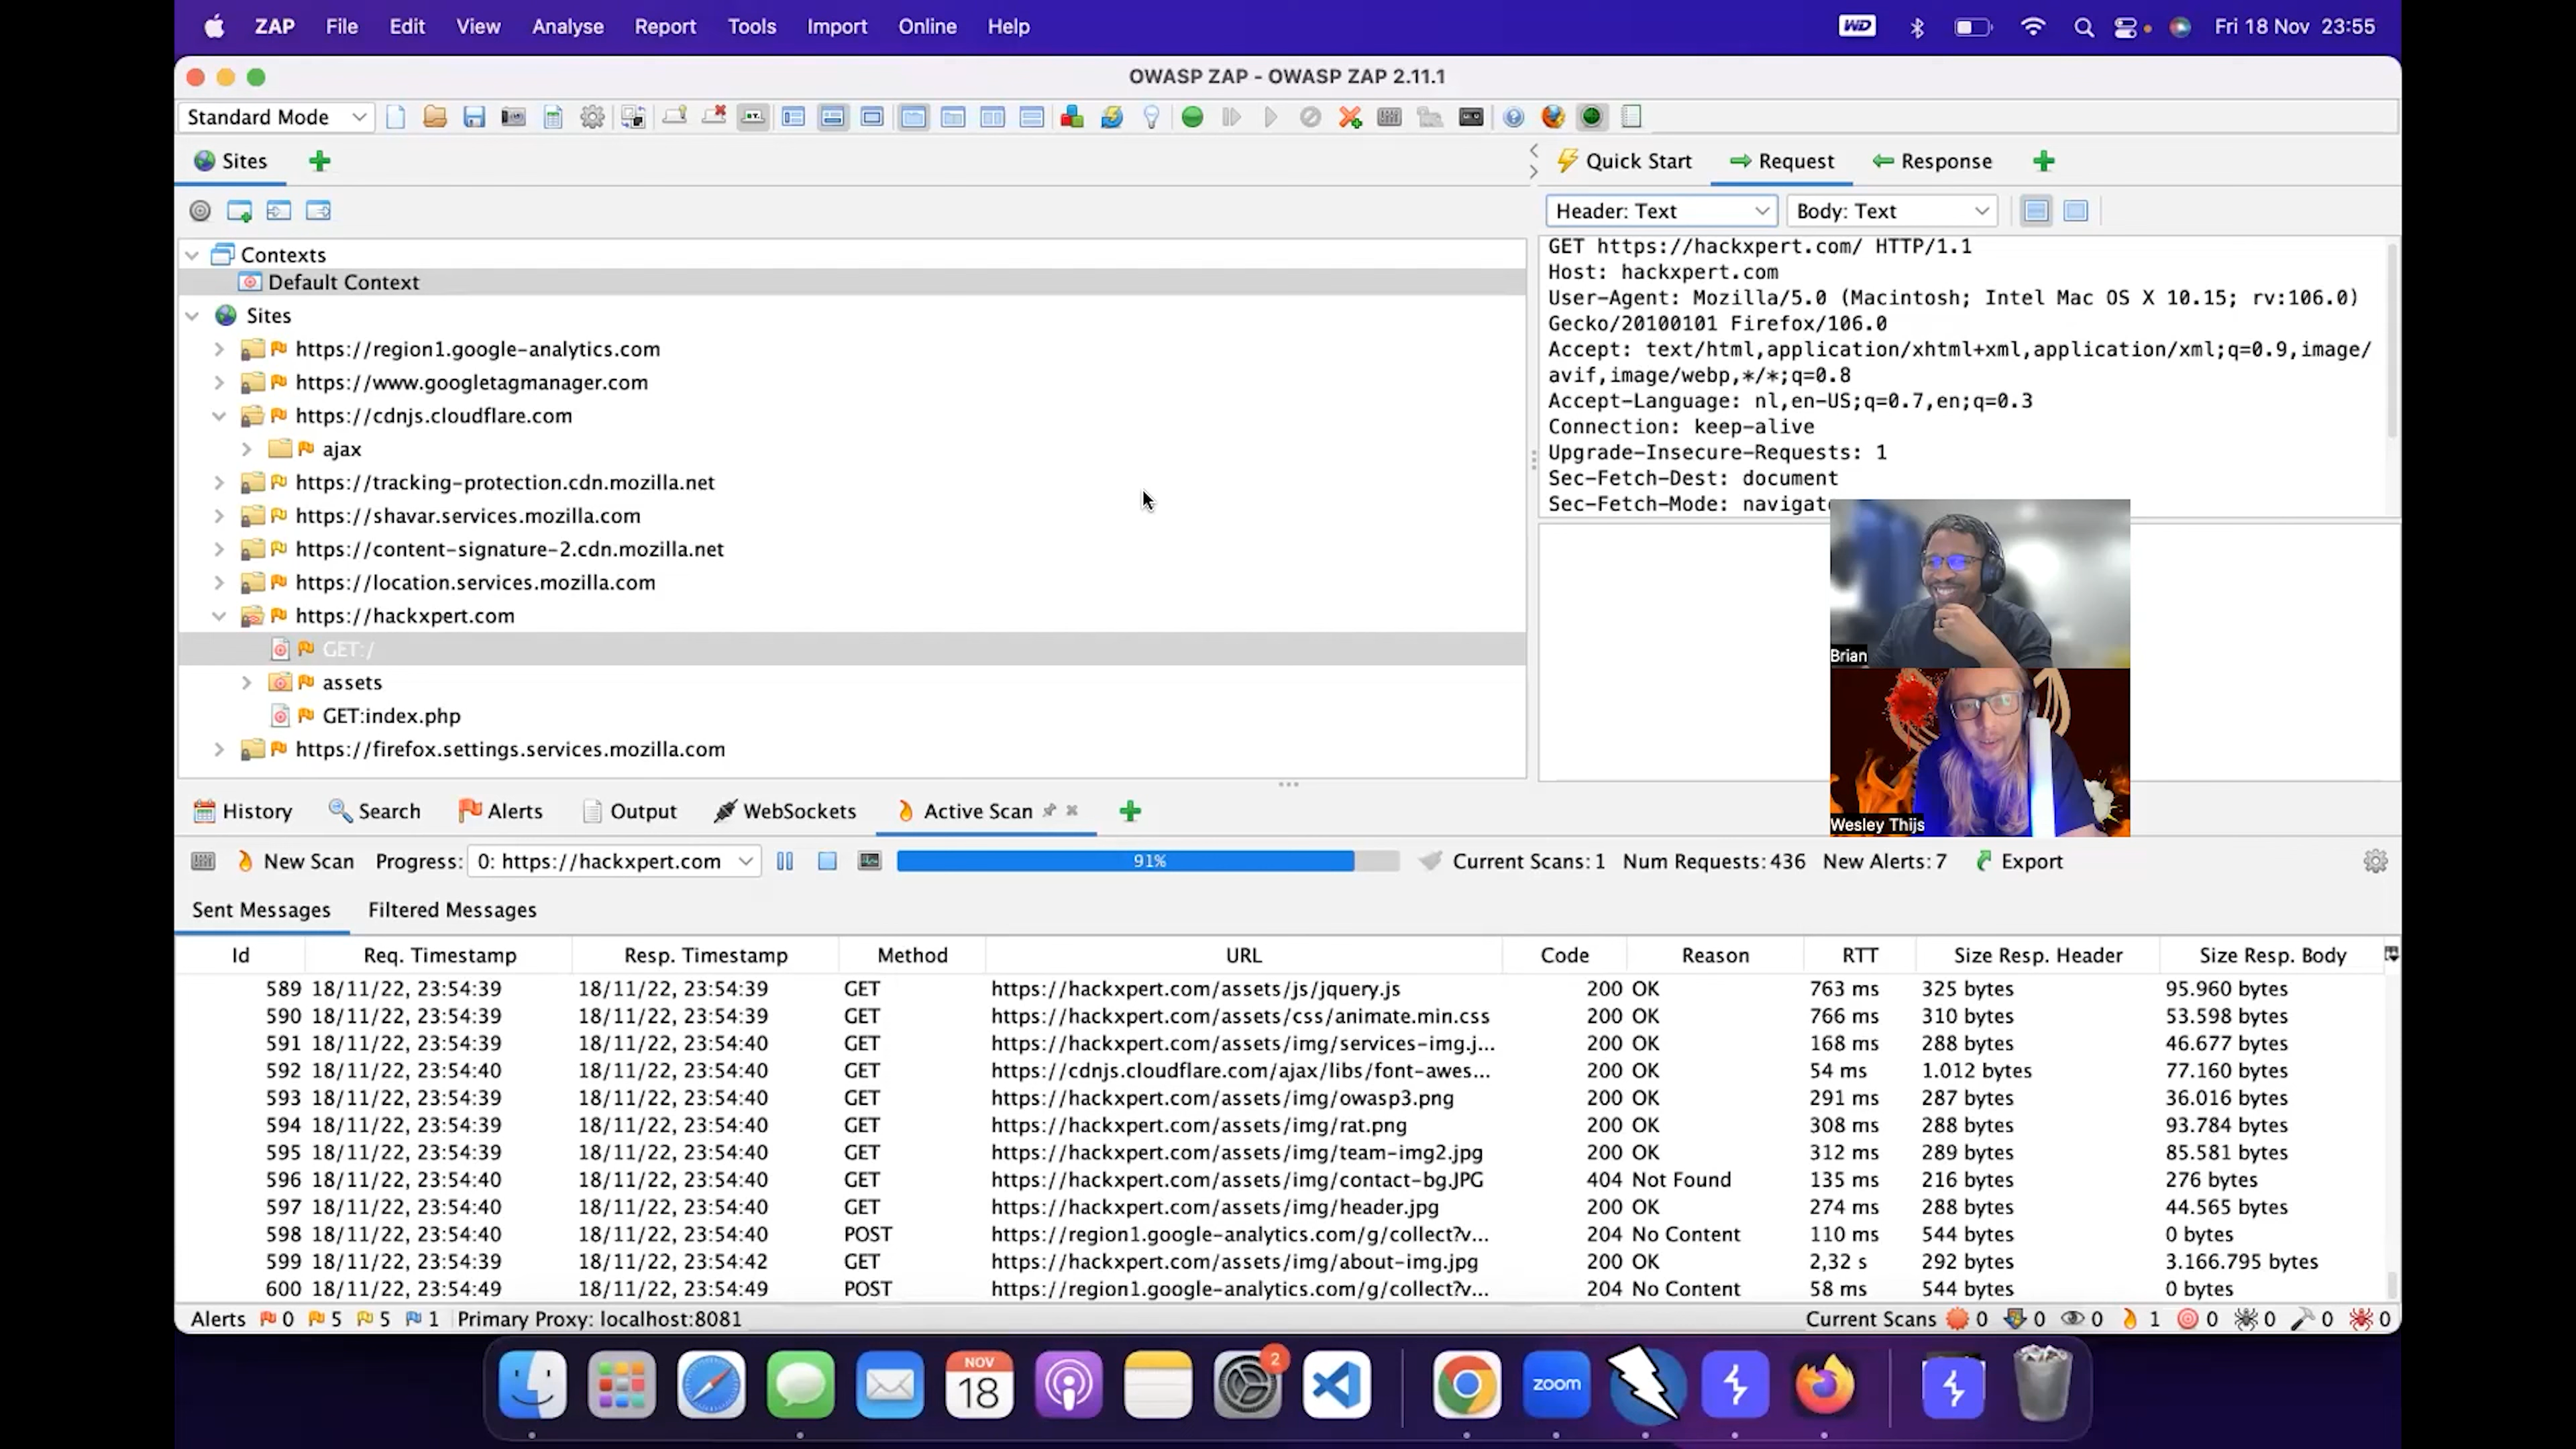 ZAP File Edit View Analyse Report Tools Import Online Help
WD Fri 18 Nov 23:55
OWASP ZAP - OWASP ZAP 2.11.1
Standard Mode
Sites
Quick Start Request Response
Header: Text Body: Text
Contexts
Default Context
Sites
https://region1.google-analytics.com
https://www.googletagmanager.com
https://cdnjs.cloudflare.com
ajax
https://tracking-protection.cdn.mozilla.net
https://shavar.services.mozilla.com
https://content-signature-2.cdn.mozilla.net
https://location.services.mozilla.com
https://hackxpert.com
GET:/
assets
GET:index.php
https://firefox.settings.services.mozilla.com
GET https://hackxpert.com/ HTTP/1.1
Host: hackxpert.com
User-Agent: Mozilla/5.0 (Macintosh; Intel Mac OS X 10.15; rv:106.0)
Gecko/20100101 Firefox/106.0
Accept: text/html,application/xhtml+xml,application/xml;q=0.9,image/
avif,image/webp,*/*;q=0.8
Accept-Language: nl,en-US;q=0.7,en;q=0.3
Connection: keep-alive
Upgrade-Insecure-Requests: 1
Sec-Fetch-Dest: document
Sec-Fetch-Mode: navigate
Brian
Wesley Thijs
History Search Alerts Output WebSockets Active Scan
New Scan Progress: 0: https://hackxpert.com 91% Current Scans: 1 Num Requests: 436 New Alerts: 7 Export
Sent Messages Filtered Messages
Id Req. Timestamp Resp. Timestamp Method URL Code Reason RTT Size Resp. Header Size Resp. Body
589 18/11/22, 23:54:39 18/11/22, 23:54:39 GET https://hackxpert.com/assets/js/jquery.js 200 OK 763 ms 325 bytes 95.960 bytes
590 18/11/22, 23:54:39 18/11/22, 23:54:39 GET https://hackxpert.com/assets/css/animate.min.css 200 OK 766 ms 310 bytes 53.598 bytes
591 18/11/22, 23:54:39 18/11/22, 23:54:40 GET https://hackxpert.com/assets/img/services-img.j... 200 OK 168 ms 288 bytes 46.677 bytes
592 18/11/22, 23:54:40 18/11/22, 23:54:40 GET https://cdnjs.cloudflare.com/ajax/libs/font-awes... 200 OK 54 ms 1.012 bytes 77.160 bytes
593 18/11/22, 23:54:39 18/11/22, 23:54:40 GET https://hackxpert.com/assets/img/owasp3.png 200 OK 291 ms 287 bytes 36.016 bytes
594 18/11/22, 23:54:39 18/11/22, 23:54:40 GET https://hackxpert.com/assets/img/rat.png 200 OK 308 ms 288 bytes 93.784 bytes
595 18/11/22, 23:54:39 18/11/22, 23:54:40 GET https://hackxpert.com/assets/img/team-img2.jpg 200 OK 312 ms 289 bytes 85.581 bytes
596 18/11/22, 23:54:40 18/11/22, 23:54:40 GET https://hackxpert.com/assets/img/contact-bg.JPG 404 Not Found 135 ms 216 bytes 276 bytes
597 18/11/22, 23:54:40 18/11/22, 23:54:40 GET https://hackxpert.com/assets/img/header.jpg 200 OK 274 ms 288 bytes 44.565 bytes
598 18/11/22, 23:54:40 18/11/22, 23:54:40 POST https://region1.google-analytics.com/g/collect?v... 204 No Content 110 ms 544 bytes 0 bytes
599 18/11/22, 23:54:39 18/11/22, 23:54:42 GET https://hackxpert.com/assets/img/about-img.jpg 200 OK 2,32 s 292 bytes 3.166.795 bytes
600 18/11/22, 23:54:49 18/11/22, 23:54:49 POST https://region1.google-analytics.com/g/collect?v... 204 No Content 58 ms 544 bytes 0 bytes
Alerts 0 5 5 1 Primary Proxy: localhost:8081 Current Scans 0 0 0 1 0 0 0 0
NOV
18
2
zoom